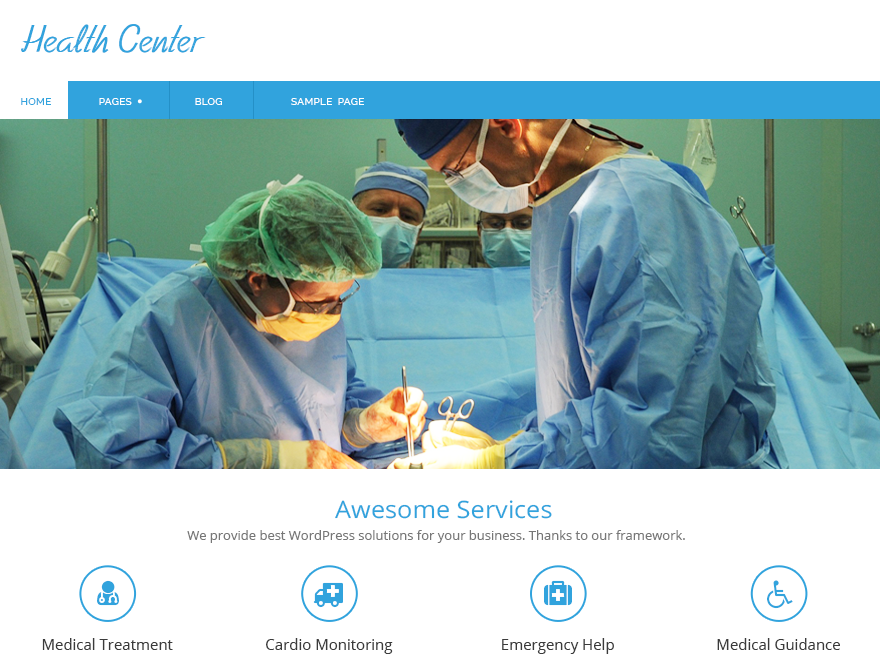 Health Center
HOME PAGES BLOG SAMPLE PAGE
Awesome Services
We provide best WordPress solutions for your business. Thanks to our framework.
Medical Treatment Cardio Monitoring Emergency Help Medical Guidance